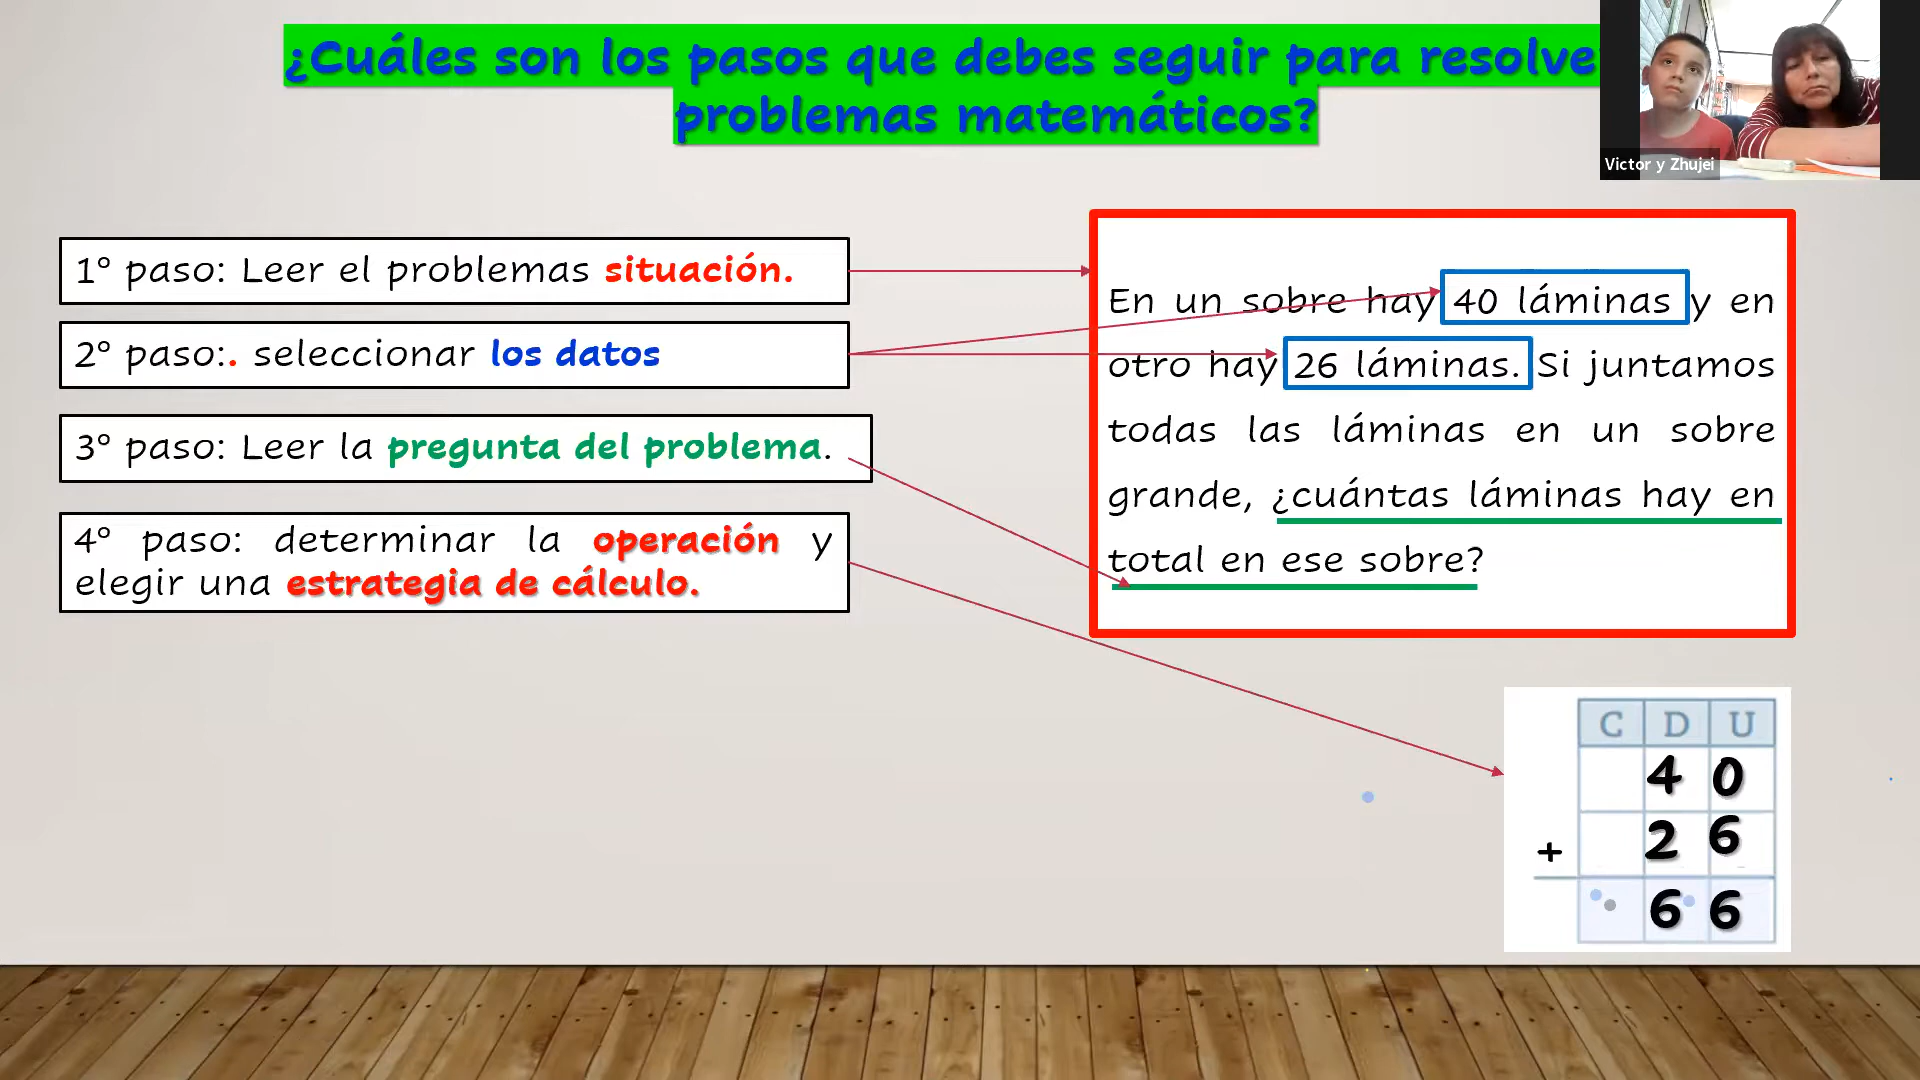 ¿Cuáles son los pasos que debes seguir para resolve
problemas matemáticos?
Victor y Zhujei
1° paso: Leer el problemas situación.
2° paso:. seleccionar los datos
3° paso: Leer la pregunta del problema.
4° paso: determinar la operación y
elegir una estrategia de cálculo.
En un sobre hay 40 láminas y en
otro hay 26 láminas. Si juntamos
todas las láminas en un sobre
grande, ¿cuántas láminas hay en
total en ese sobre?
C D U
4 0
+ 2 6
6 6